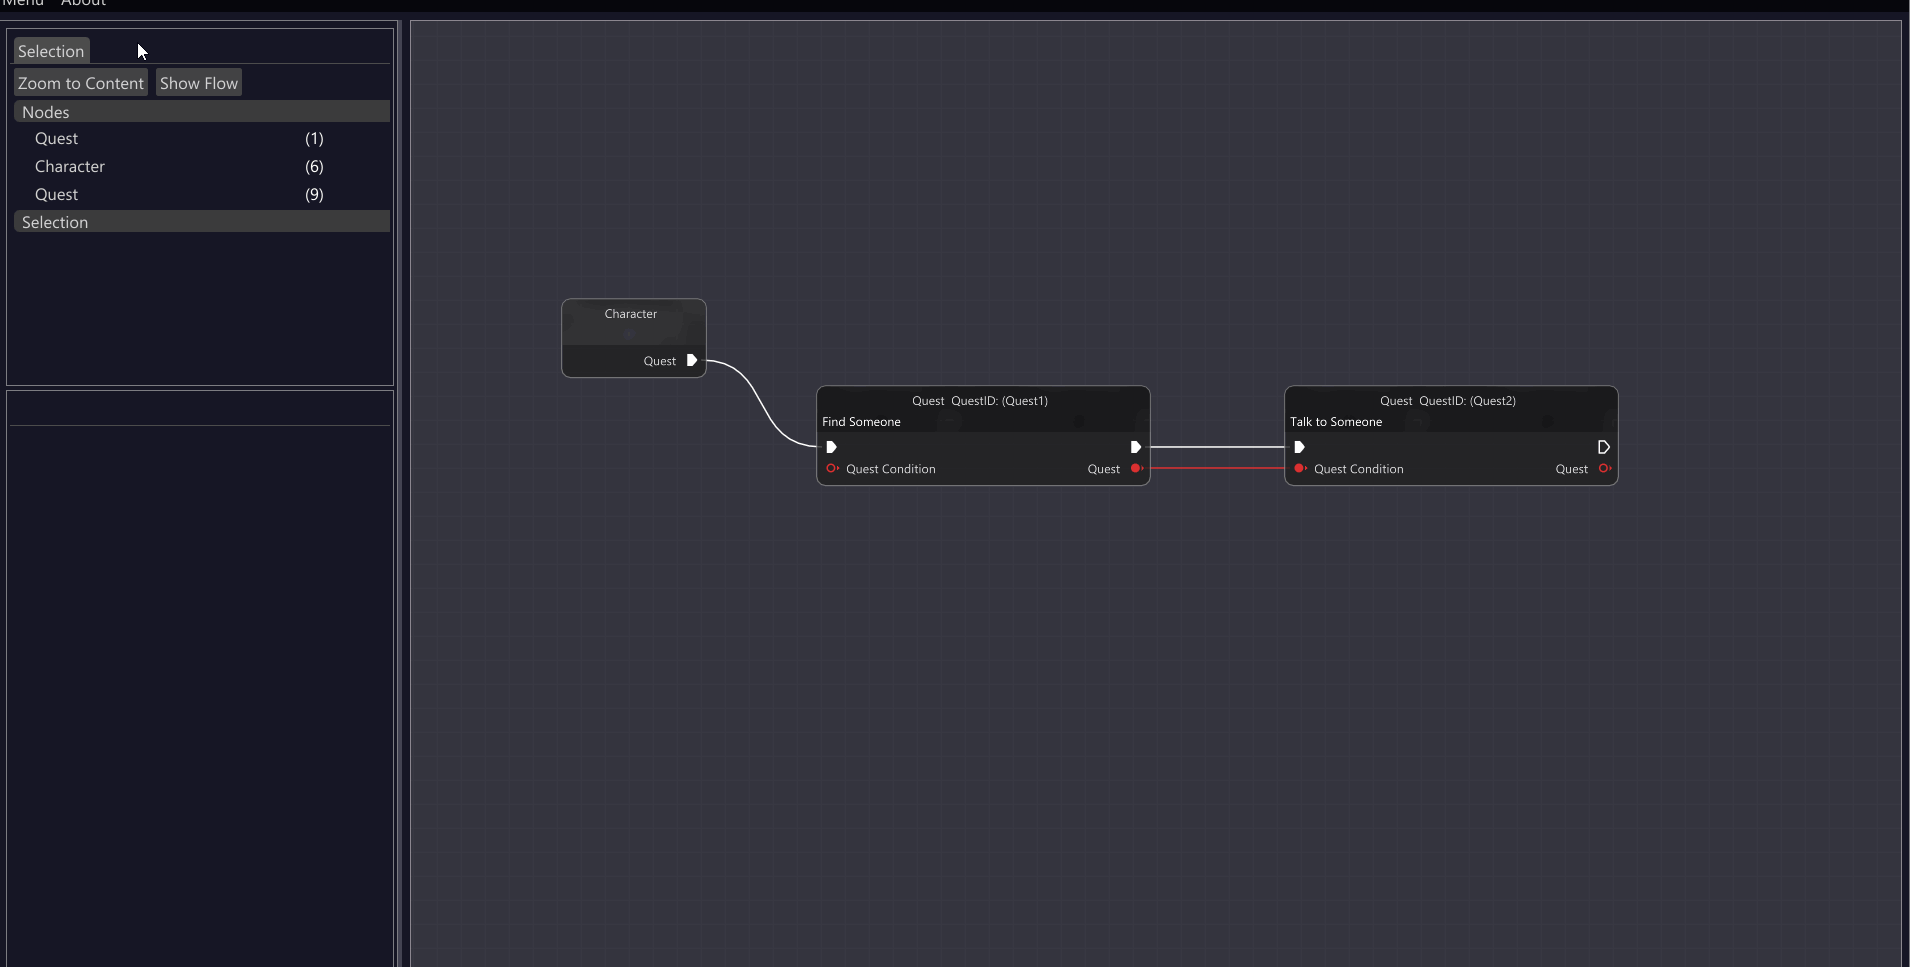 Menu About
Selection
Zoom to Content Show Flow
Nodes
Quest (1)
Character (6)
Quest (9)
Selection
Character
Quest
Quest QuestID: (Quest1)
Find Someone
Quest Condition Quest
Quest QuestID: (Quest2)
Talk to Someone
Quest Condition Quest